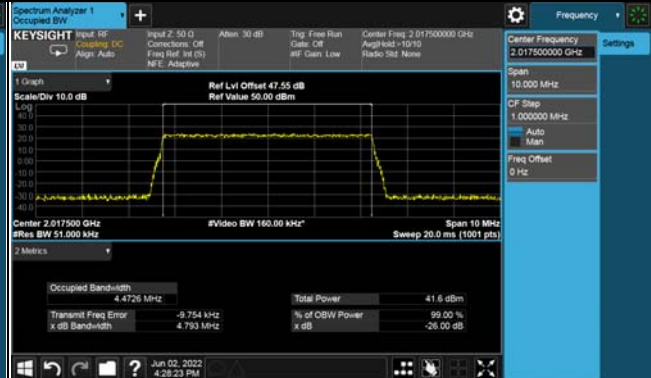 Spectrum Analyzer 1
Occupied BW
+
Frequency
KEYSIGHT Input: RF
Coupling: DC
Align: Auto
Input Z: 50 Ω
Corrections: Off
Freq Ref: Int (S)
NFE: Adaptive
Atten: 30 dB
Trig: Free Run
Gate: Off
#IF Gain: Low
Center Freq: 2.017500000 GHz
Avg|Hold:>10/10
Radio Std: None
Center Frequency
2.017500000 GHz
Settings
Span
10.000 MHz
CF Step
1.000000 MHz
Auto
Man
Freq Offset
0 Hz
1 Graph
Scale/Div 10.0 dB
Ref Lvl Offset 47.55 dB
Ref Value 50.00 dBm
Log
40.0
30.0
20.0
10.0
0.00
-10.0
-20.0
-30.0
-40.0
Center 2.017500 GHz
#Res BW 51.000 kHz
#Video BW 160.00 kHz*
Span 10 MHz
Sweep 20.0 ms (1001 pts)
2 Metrics
Occupied Bandwidth
4.4726 MHz
Total Power 41.6 dBm
Transmit Freq Error -9.754 kHz
% of OBW Power 99.00 %
x dB Bandwidth 4.793 MHz
x dB -26.00 dB
?
Jun 02, 2022
4:28:23 PM